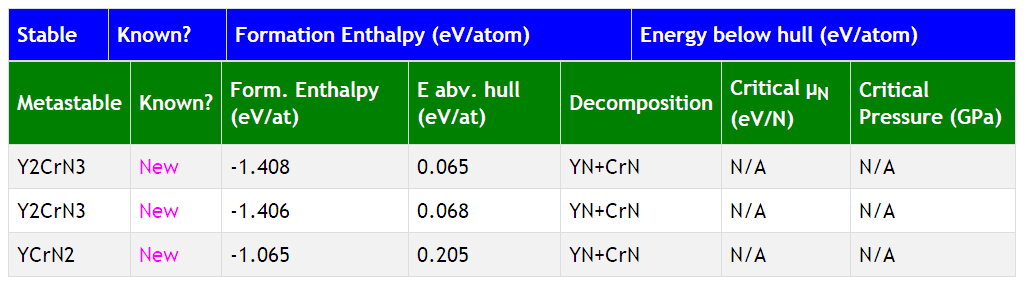 Stable Known? Formation Enthalpy (eV/atom) Energy below hull (eV/atom)
Metastable Known? Form. Enthalpy (eV/at) E abv. hull (eV/at) Decomposition Critical μN (eV/N) Critical Pressure (GPa)
Y2CrN3 New -1.408 0.065 YN+CrN N/A N/A
Y2CrN3 New -1.406 0.068 YN+CrN N/A N/A
YCrN2 New -1.065 0.205 YN+CrN N/A N/A